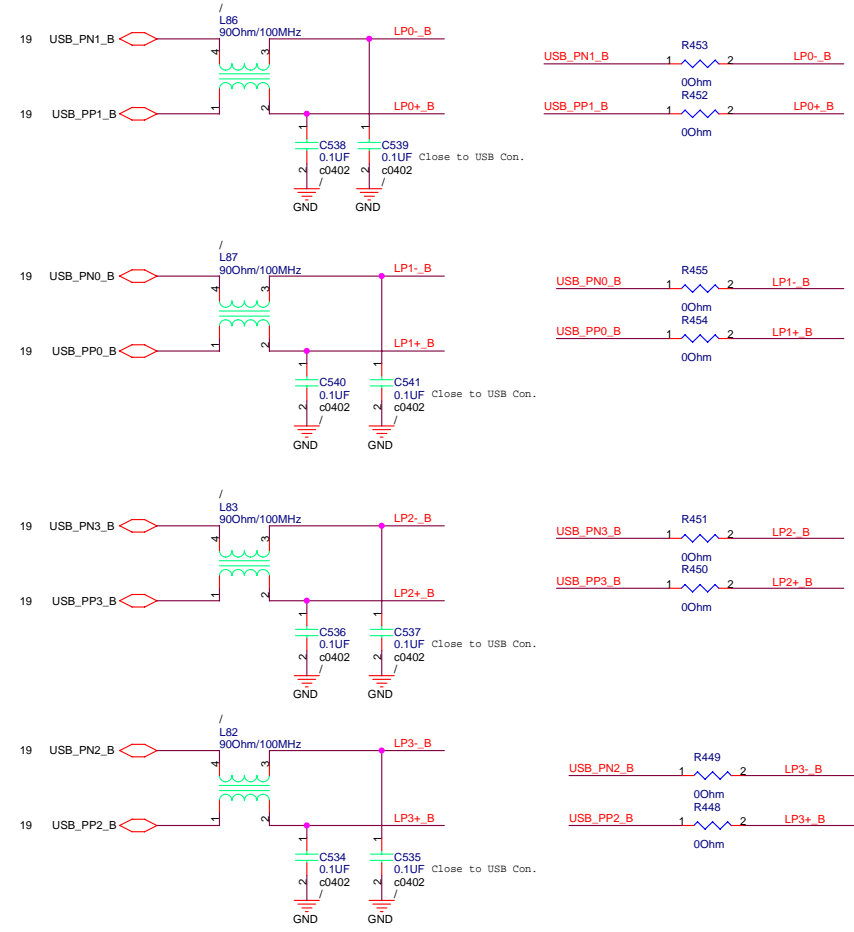 /
L86
90Ohm/100MHz
19 USB_PN1_B 4 3 LP0-_B
19 USB_PP1_B 1 2 LP0+_B
1 1
C538 C539
0.1UF 0.1UF Close to USB Con.
2 c0402 2 c0402
/ /
GND GND
R453
USB_PN1_B 1 2 LP0-_B
0Ohm
R452
USB_PP1_B 1 2 LP0+_B
0Ohm
/
L87
90Ohm/100MHz
19 USB_PN0_B 4 3 LP1-_B
19 USB_PP0_B 1 2 LP1+_B
1 1
C540 C541
0.1UF 0.1UF Close to USB Con.
2 c0402 2 c0402
/ /
GND GND
R455
USB_PN0_B 1 2 LP1-_B
0Ohm
R454
USB_PP0_B 1 2 LP1+_B
0Ohm
/
L83
90Ohm/100MHz
19 USB_PN3_B 4 3 LP2-_B
19 USB_PP3_B 1 2 LP2+_B
1 1
C536 C537
0.1UF 0.1UF Close to USB Con.
2 c0402 2 c0402
/ /
GND GND
R451
USB_PN3_B 1 2 LP2-_B
0Ohm
R450
USB_PP3_B 1 2 LP2+_B
0Ohm
/
L82
90Ohm/100MHz
19 USB_PN2_B 4 3 LP3-_B
19 USB_PP2_B 1 2 LP3+_B
1 1
C534 C535
0.1UF 0.1UF Close to USB Con.
2 c0402 2 c0402
/ /
GND GND
R449
USB_PN2_B 1 2 LP3-_B
0Ohm
R448
USB_PP2_B 1 2 LP3+_B
0Ohm